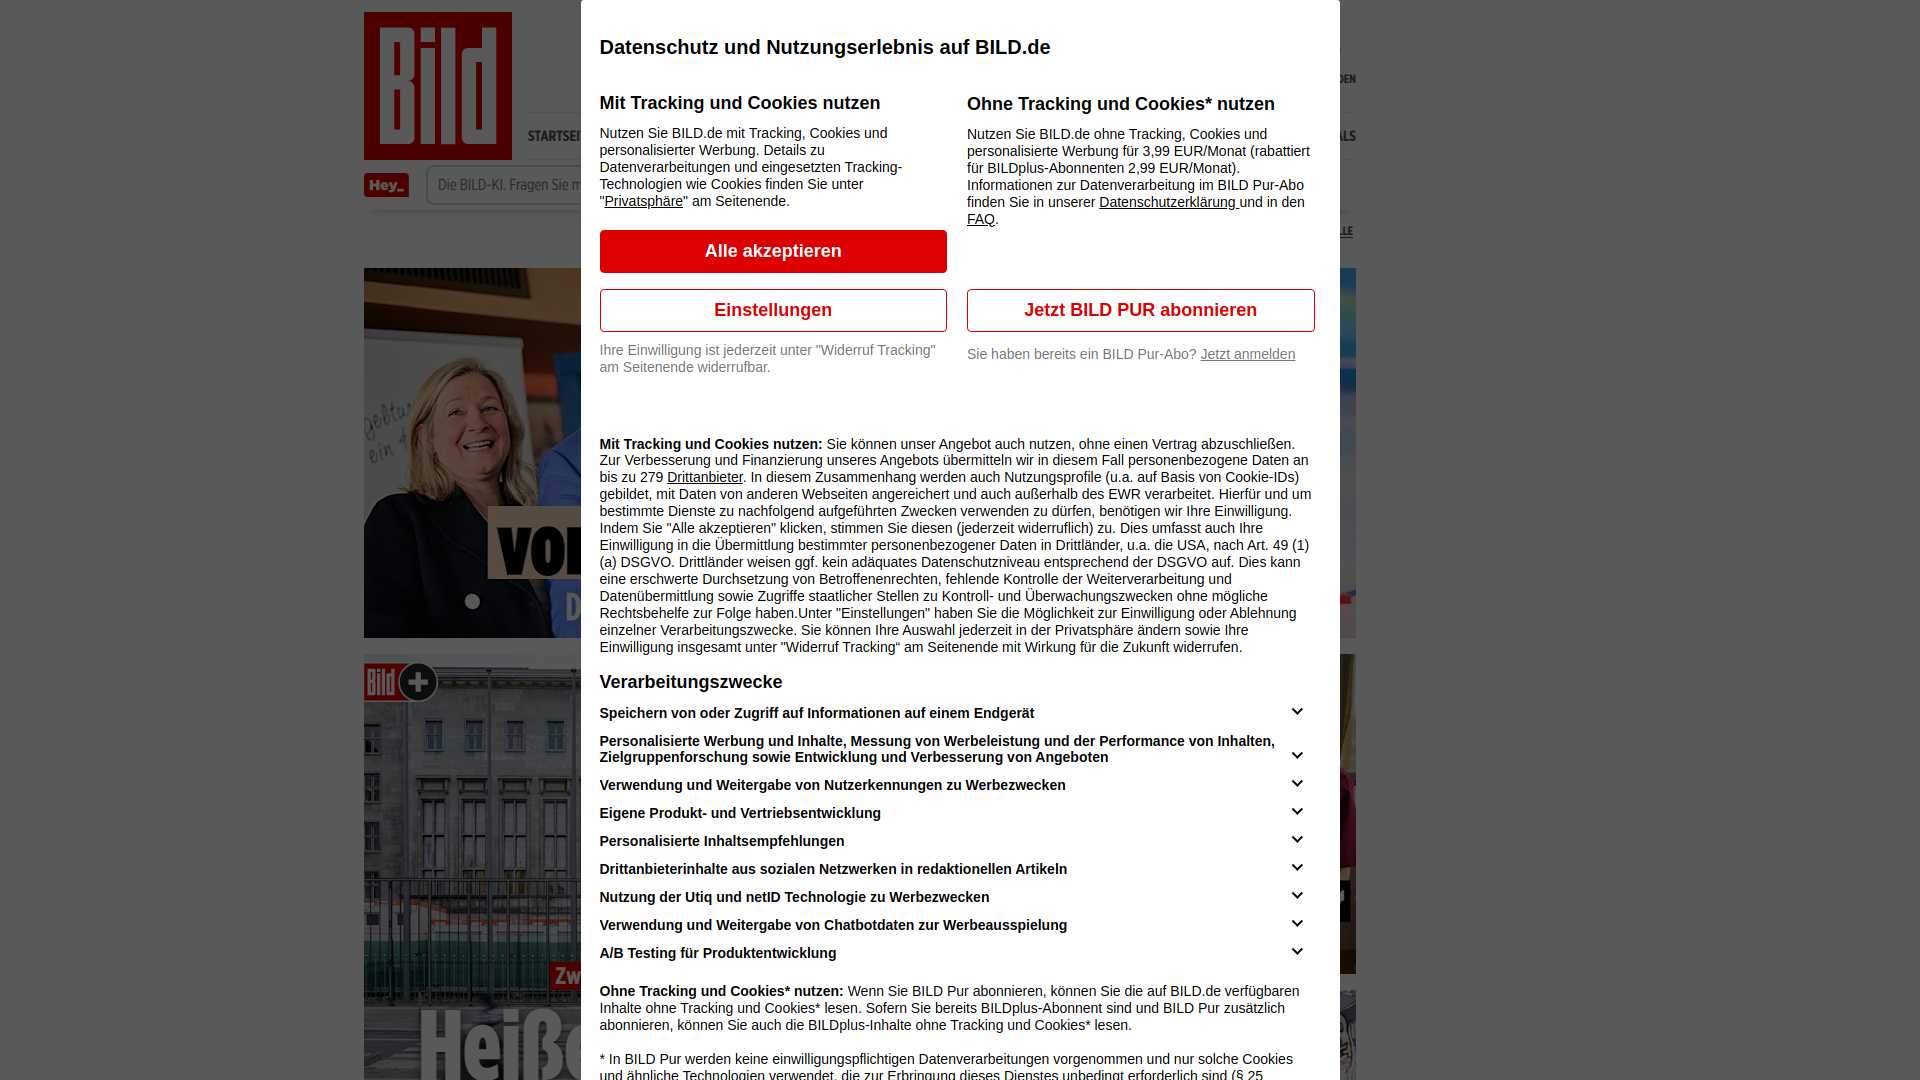 Bild
Datenschutz und Nutzungserlebnis auf BILD.de
Mit Tracking und Cookies nutzen
Nutzen Sie BILD.de mit Tracking, Cookies und
personalisierter Werbung. Details zu
Datenverarbeitungen und eingesetzten Tracking-
Technologien wie Cookies finden Sie unter
"Privatsphäre" am Seitenende.
Alle akzeptieren
Einstellungen
Ihre Einwilligung ist jederzeit unter "Widerruf Tracking"
am Seitenende widerrufbar.
Ohne Tracking und Cookies* nutzen
Nutzen Sie BILD.de ohne Tracking, Cookies und
personalisierte Werbung für 3,99 EUR/Monat (rabattiert
für BILDplus-Abonnenten 2,99 EUR/Monat).
Informationen zur Datenverarbeitung im BILD Pur-Abo
finden Sie in unserer Datenschutzerklärung und in den
FAQ.
Jetzt BILD PUR abonnieren
Sie haben bereits ein BILD Pur-Abo? Jetzt anmelden
Mit Tracking und Cookies nutzen: Sie können unser Angebot auch nutzen, ohne einen Vertrag abzuschließen.
Zur Verbesserung und Finanzierung unseres Angebots übermitteln wir in diesem Fall personenbezogene Daten an
bis zu 279 Drittanbieter. In diesem Zusammenhang werden auch Nutzungsprofile (u.a. auf Basis von Cookie-IDs)
gebildet, mit Daten von anderen Webseiten angereichert und auch außerhalb des EWR verarbeitet. Hierfür und um
bestimmte Dienste zu nachfolgend aufgeführten Zwecken verwenden zu dürfen, benötigen wir Ihre Einwilligung.
Indem Sie "Alle akzeptieren" klicken, stimmen Sie diesen (jederzeit widerruflich) zu. Dies umfasst auch Ihre
Einwilligung in die Übermittlung bestimmter personenbezogener Daten in Drittländer, u.a. die USA, nach Art. 49 (1)
(a) DSGVO. Drittländer weisen ggf. kein adäquates Datenschutzniveau entsprechend der DSGVO auf. Dies kann
eine erschwerte Durchsetzung von Betroffenenrechten, fehlende Kontrolle der Weiterverarbeitung und
Datenübermittlung sowie Zugriffe staatlicher Stellen zu Kontroll- und Überwachungszwecken ohne mögliche
Rechtsbehelfe zur Folge haben.Unter "Einstellungen" haben Sie die Möglichkeit zur Einwilligung oder Ablehnung
einzelner Verarbeitungszwecke. Sie können Ihre Auswahl jederzeit in der Privatsphäre ändern sowie Ihre
Einwilligung insgesamt unter "Widerruf Tracking“ am Seitenende mit Wirkung für die Zukunft widerrufen.
Verarbeitungszwecke
Speichern von oder Zugriff auf Informationen auf einem Endgerät
Personalisierte Werbung und Inhalte, Messung von Werbeleistung und der Performance von Inhalten,
Zielgruppenforschung sowie Entwicklung und Verbesserung von Angeboten
Verwendung und Weitergabe von Nutzerkennungen zu Werbezwecken
Eigene Produkt- und Vertriebsentwicklung
Personalisierte Inhaltsempfehlungen
Drittanbieterinhalte aus sozialen Netzwerken in redaktionellen Artikeln
Nutzung der Utiq und netID Technologie zu Werbezwecken
Verwendung und Weitergabe von Chatbotdaten zur Werbeausspielung
A/B Testing für Produktentwicklung
Ohne Tracking und Cookies* nutzen: Wenn Sie BILD Pur abonnieren, können Sie die auf BILD.de verfügbaren
Inhalte ohne Tracking und Cookies* lesen. Sofern Sie bereits BILDplus-Abonnent sind und BILD Pur zusätzlich
abonnieren, können Sie auch die BILDplus-Inhalte ohne Tracking und Cookies* lesen.
* In BILD Pur werden keine einwilligungspflichtigen Datenverarbeitungen vorgenommen und nur solche Cookies
und ähnliche Technologien verwendet, die zur Erbringung dieses Dienstes unbedingt erforderlich sind (§ 25
STARTSEI
Hey_
Die BILD-KI. Fragen Sie m
DEN
ALS
LLE
ein
VOR
D
Bild +
Zw
Heiße